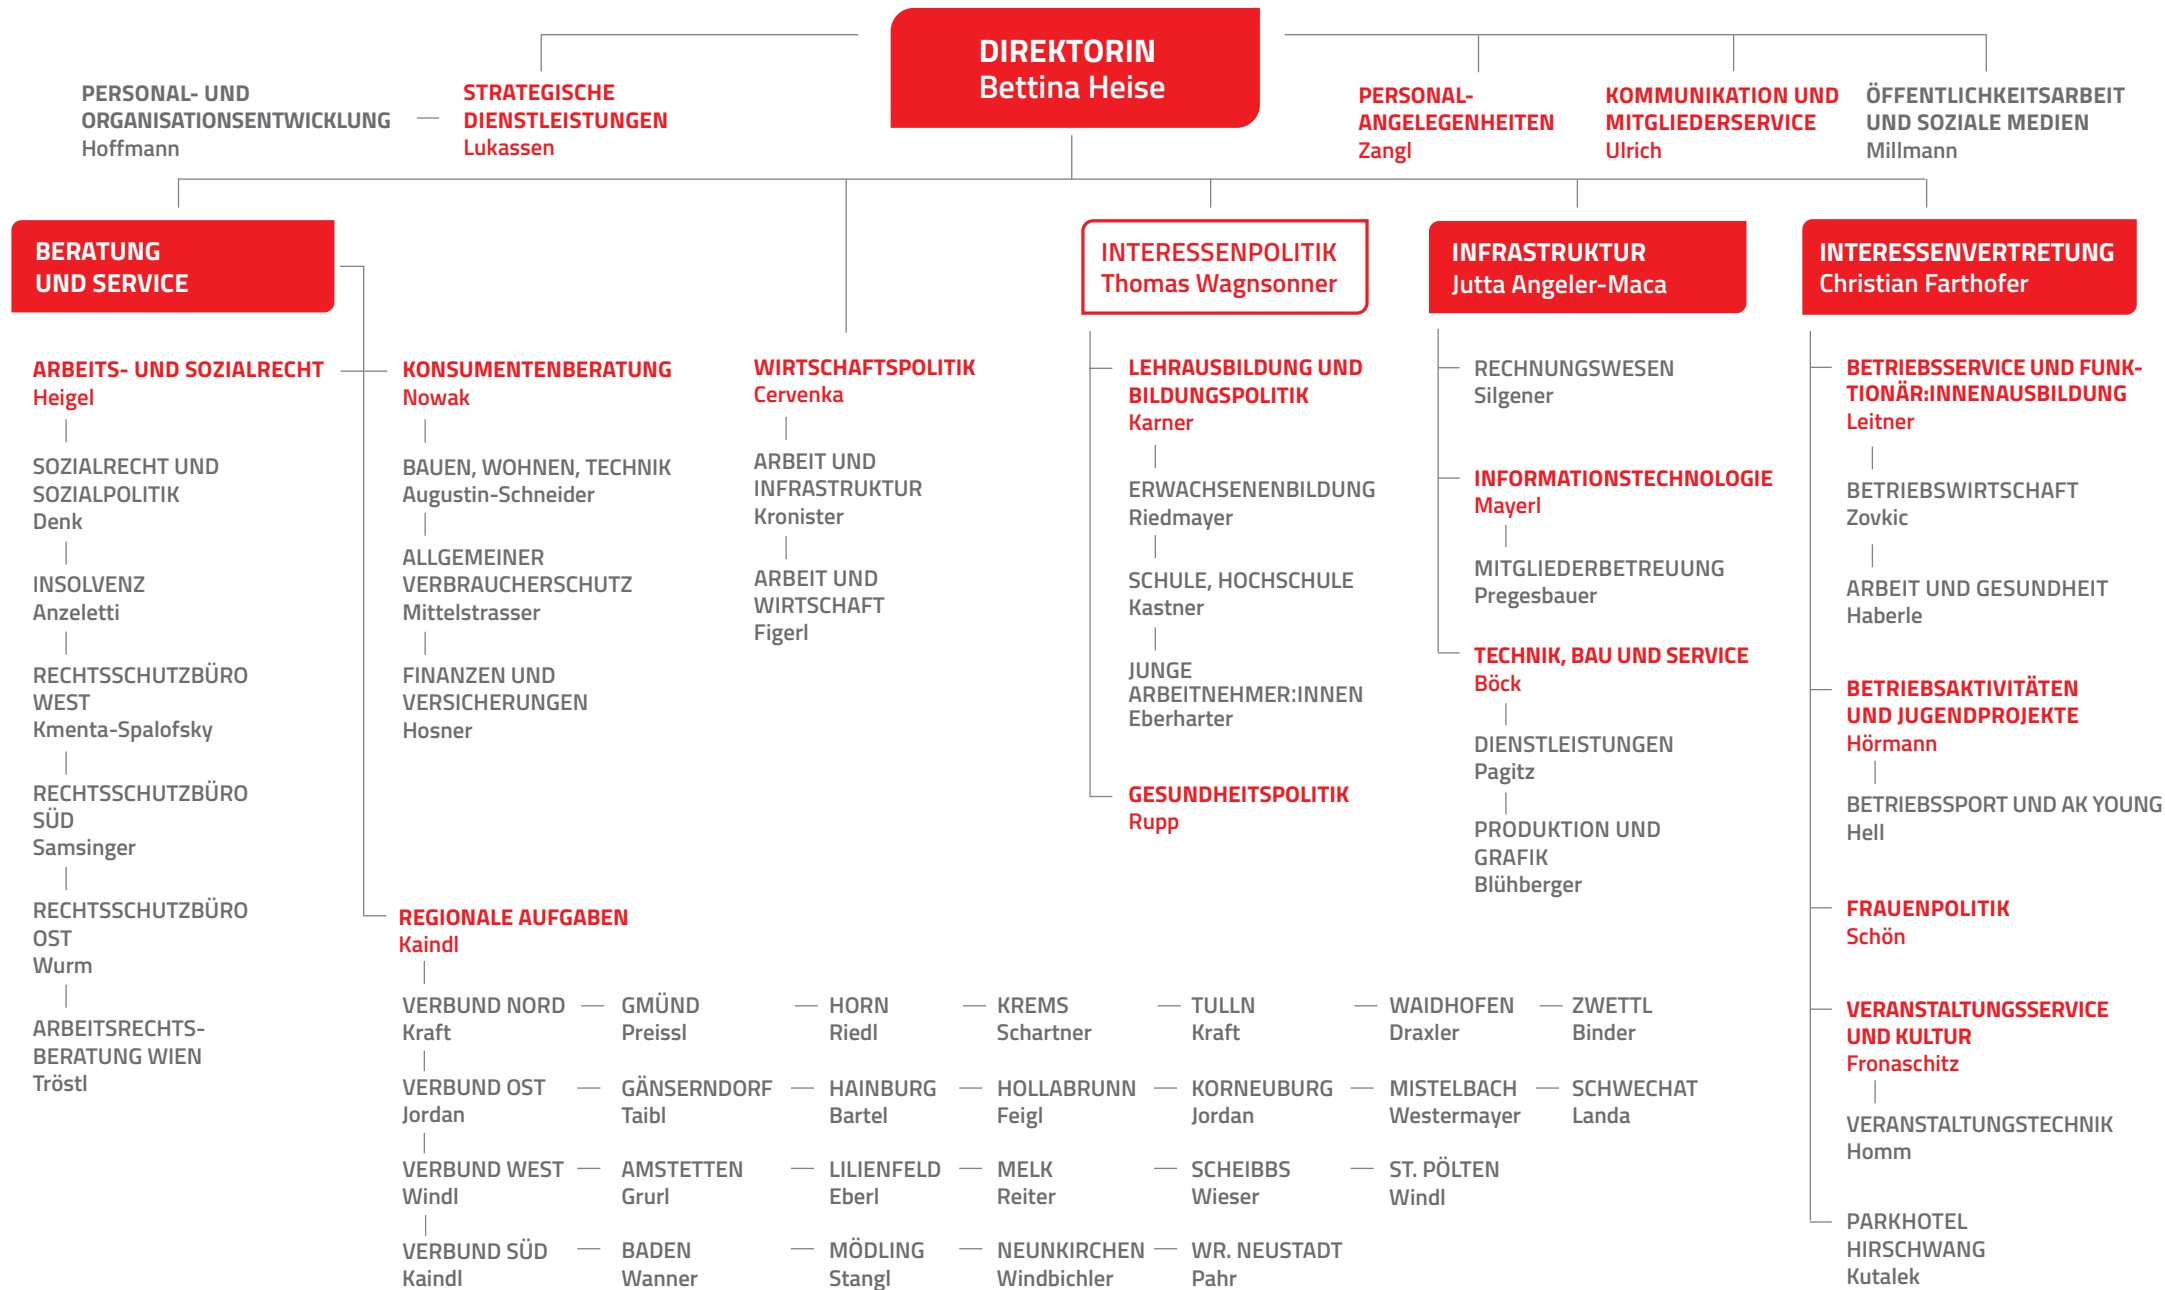 DIREKTORIN
Bettina Heise
PERSONAL- UND
ORGANISATIONSENTWICKLUNG
Hoffmann
STRATEGISCHE
DIENSTLEISTUNGEN
Lukassen
PERSONAL-
ANGELEGENHEITEN
Zangl
KOMMUNIKATION UND
MITGLIEDERSERVICE
Ulrich
ÖFFENTLICHKEITSARBEIT
UND SOZIALE MEDIEN
Millmann
BERATUNG
UND SERVICE
ARBEITS- UND SOZIALRECHT
Heigel
SOZIALRECHT UND
SOZIALPOLITIK
Denk
INSOLVENZ
Anzeletti
RECHTSSCHUTZBÜRO
WEST
Kmenta-Spalofsky
RECHTSSCHUTZBÜRO
SÜD
Samsinger
RECHTSSCHUTZBÜRO
OST
Wurm
ARBEITSRECHTS-
BERATUNG WIEN
Tröstl
KONSUMENTENBERATUNG
Nowak
BAUEN, WOHNEN, TECHNIK
Augustin-Schneider
ALLGEMEINER
VERBRAUCHERSCHUTZ
Mittelstrasser
FINANZEN UND
VERSICHERUNGEN
Hosner
REGIONALE AUFGABEN
Kaindl
VERBUND NORD
Kraft
GMÜND
Preissl
HORN
Riedl
KREMS
Schartner
TULLN
Kraft
WAIDHOFEN
Draxler
ZWETTL
Binder
VERBUND OST
Jordan
GÄNSERNDORF
Taibl
HAINBURG
Bartel
HOLLABRUNN
Feigl
KORNEUBURG
Jordan
MISTELBACH
Westermayer
SCHWECHAT
Landa
VERBUND WEST
Windl
AMSTETTEN
Grurl
LILIENFELD
Eberl
MELK
Reiter
SCHEIBBS
Wieser
ST. PÖLTEN
Windl
VERBUND SÜD
Kaindl
BADEN
Wanner
MÖDLING
Stangl
NEUNKIRCHEN
Windbichler
WR. NEUSTADT
Pahr
WIRTSCHAFTSPOLITIK
Cervenka
ARBEIT UND
INFRASTRUKTUR
Kronister
ARBEIT UND
WIRTSCHAFT
Figerl
INTERESSENPOLITIK
Thomas Wagnsonner
LEHRAUSBILDUNG UND
BILDUNGSPOLITIK
Karner
ERWACHSENENBILDUNG
Riedmayer
SCHULE, HOCHSCHULE
Kastner
JUNGE
ARBEITNEHMER:INNEN
Eberharter
GESUNDHEITSPOLITIK
Rupp
INFRASTRUKTUR
Jutta Angeler-Maca
RECHNUNGSWESEN
Silgener
INFORMATIONSTECHNOLOGIE
Mayerl
MITGLIEDERBETREUUNG
Pregesbauer
TECHNIK, BAU UND SERVICE
Böck
DIENSTLEISTUNGEN
Pagitz
PRODUKTION UND
GRAFIK
Blühberger
INTERESSENVERTRETUNG
Christian Farthofer
BETRIEBSSERVICE UND FUNK-
TIONÄR:INNENAUSBILDUNG
Leitner
BETRIEBSWIRTSCHAFT
Zovkic
ARBEIT UND GESUNDHEIT
Haberle
BETRIEBSAKTIVITÄTEN
UND JUGENDPROJEKTE
Hörmann
BETRIEBSSPORT UND AK YOUNG
Hell
FRAUENPOLITIK
Schön
VERANSTALTUNGSSERVICE
UND KULTUR
Fronaschitz
VERANSTALTUNGSTECHNIK
Homm
PARKHOTEL
HIRSCHWANG
Kutalek